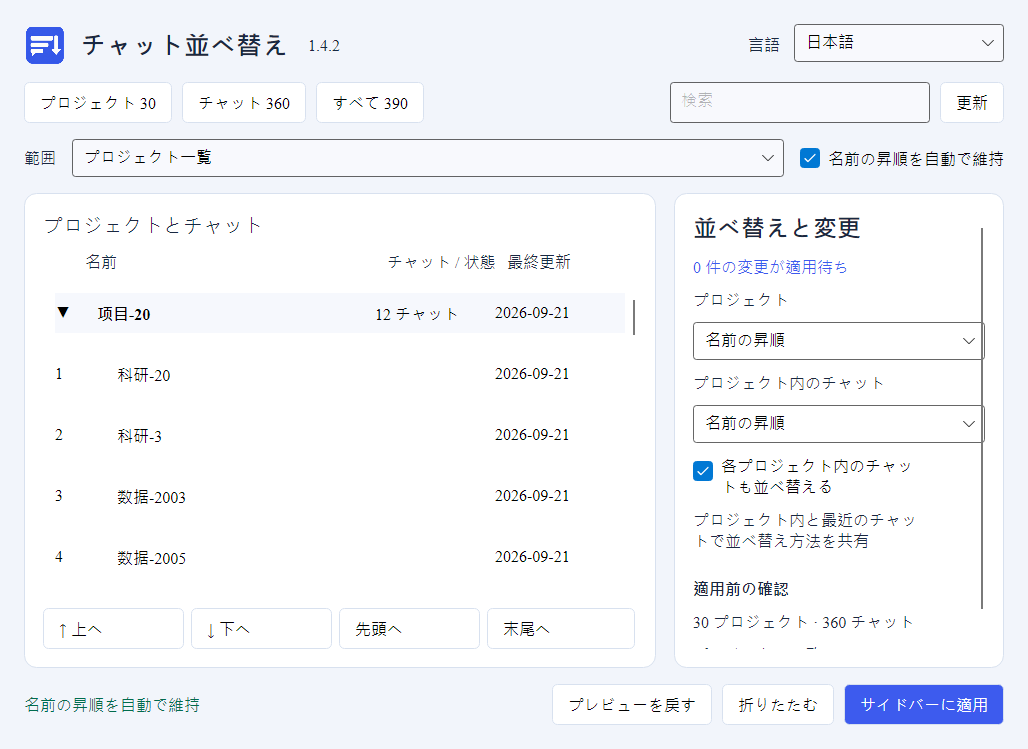 チャット並べ替え 1.4.2
言語 日本語
プロジェクト 30 チャット 360 すべて 390 検索 更新
範囲 プロジェクト一覧 名前の昇順を自動で維持
プロジェクトとチャット
名前 チャット / 状態 最終更新
▼ 项目-20 12 チャット 2026-09-21
1 科研-20 2026-09-21
2 科研-3 2026-09-21
3 数据-2003 2026-09-21
4 数据-2005 2026-09-21
↑ 上へ ↓ 下へ 先頭へ 末尾へ
並べ替えと変更
0 件の変更が適用待ち
プロジェクト
名前の昇順
プロジェクト内のチャット
名前の昇順
各プロジェクト内のチャッ
トも並べ替える
プロジェクト内と最近のチャッ
トで並べ替え方法を共有
適用前の確認
30 プロジェクト · 360 チャット
名前の昇順を自動で維持 プレビューを戻す 折りたたむ サイドバーに適用